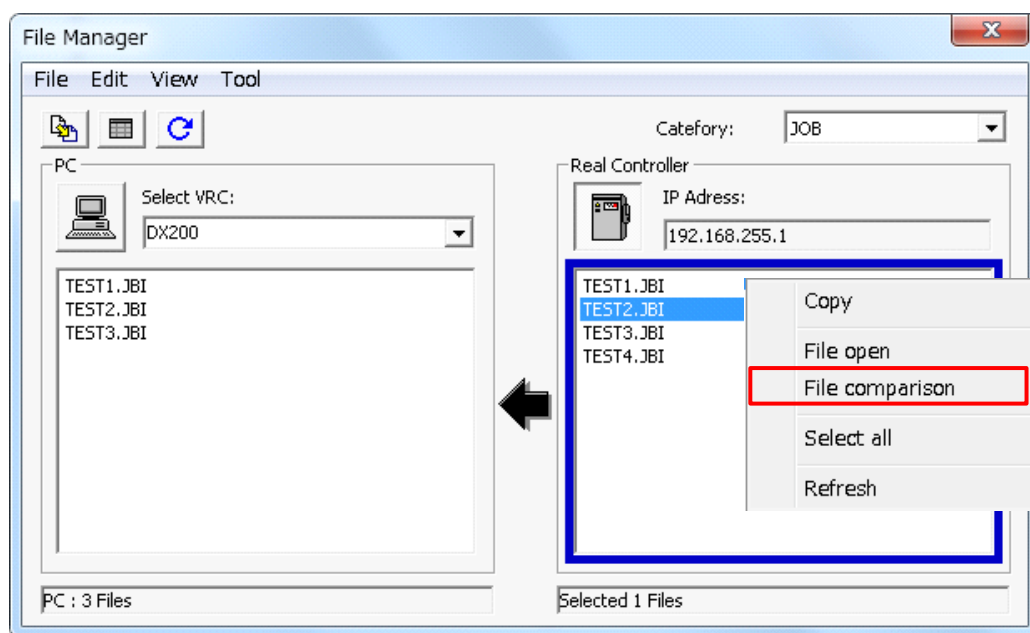 File Manager
File Edit View Tool
Catefory: JOB
PC
Select VRC:
DX200
TEST1.JBI
TEST2.JBI
TEST3.JBI
PC : 3 Files
Real Controller
IP Adress:
192.168.255.1
TEST1.JBI
TEST2.JBI
TEST3.JBI
TEST4.JBI
Copy
File open
File comparison
Select all
Refresh
Selected 1 Files